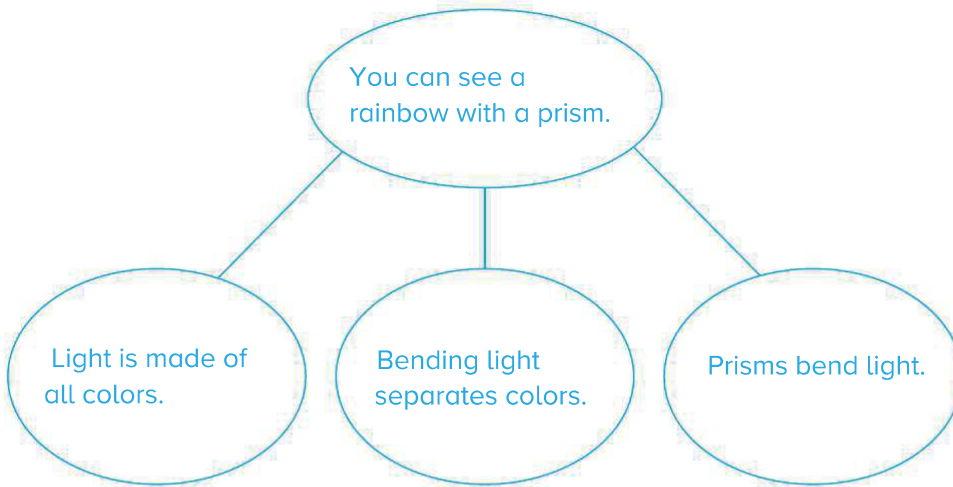 You can see a
rainbow with a prism.
Light is made of
all colors.
Bending light
separates colors.
Prisms bend light.